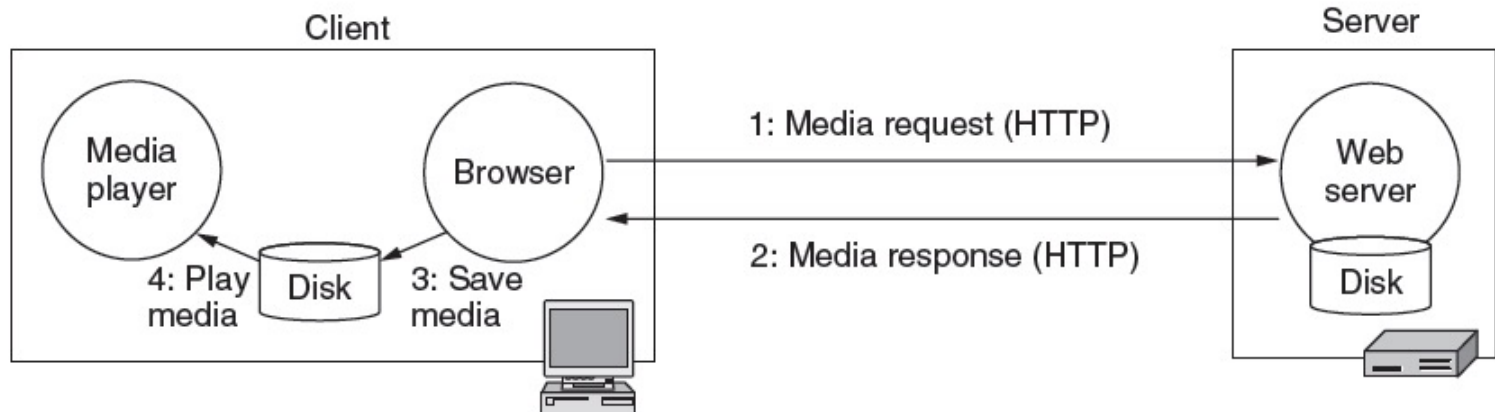 Client
Server
Media
player
Browser
1: Media request (HTTP)
Web
server
2: Media response (HTTP)
4: Play
media
Disk
3: Save
media
Disk